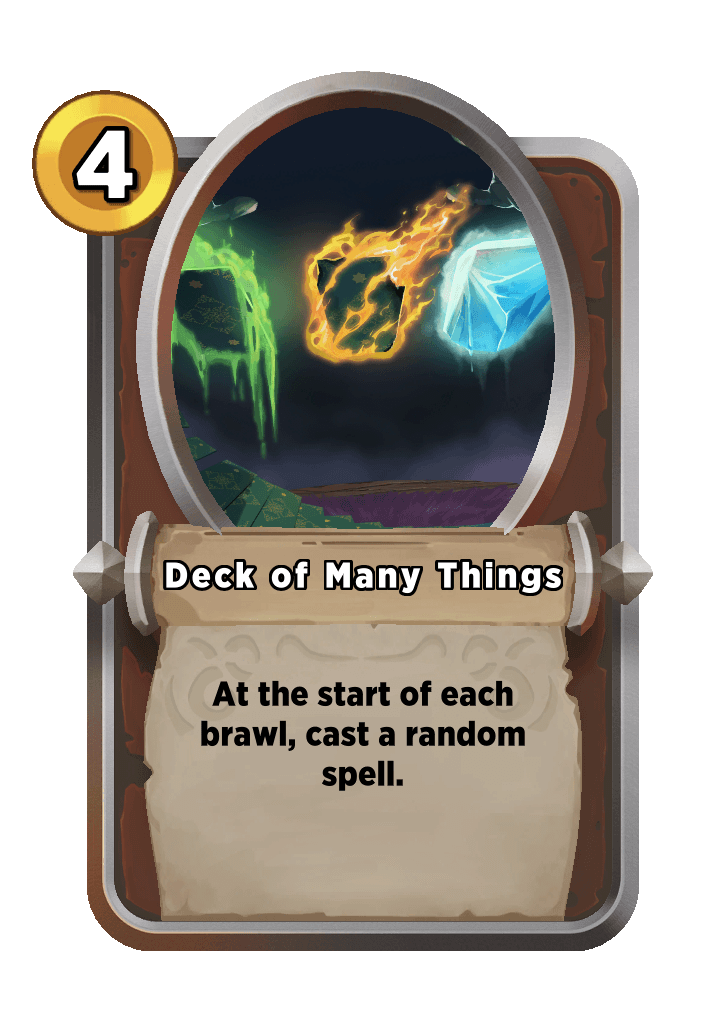 4
Deck of Many Things
At the start of each
brawl, cast a random
spell.